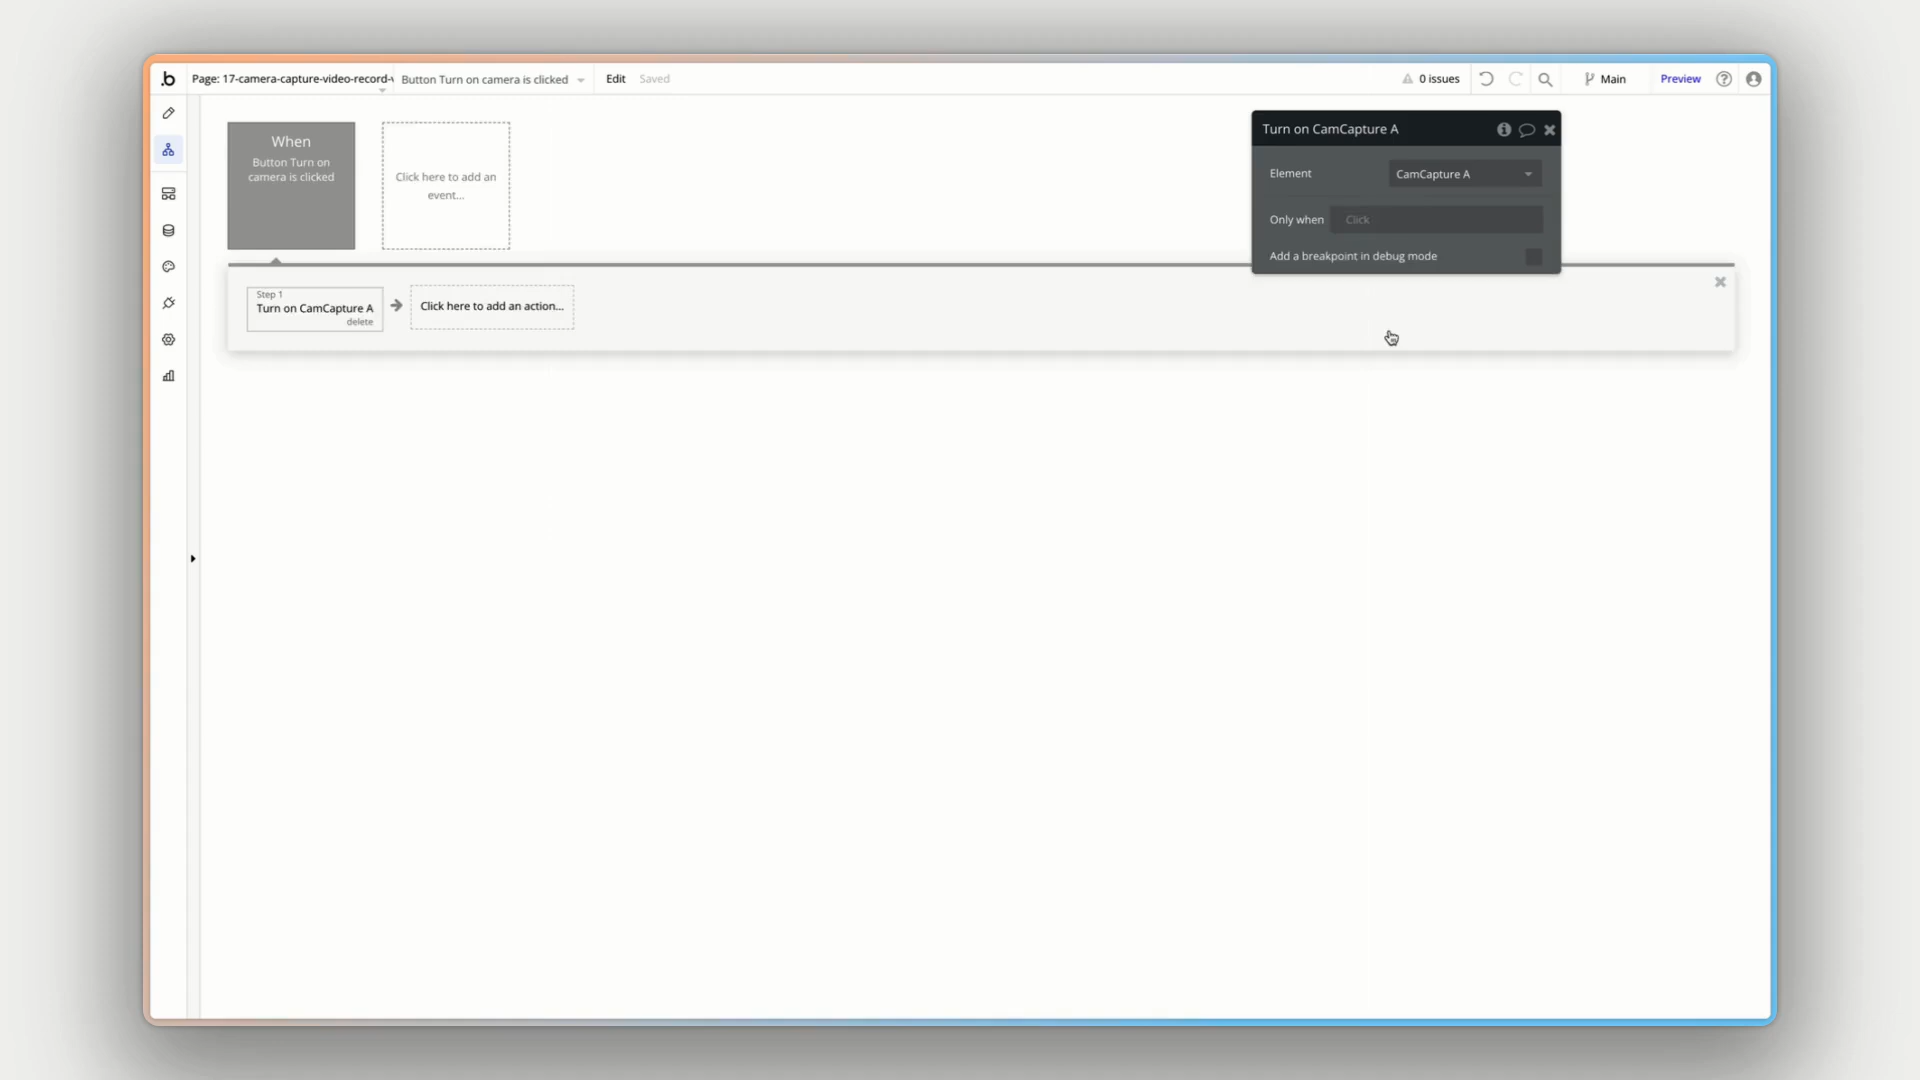 .b
Page: 17-camera-capture-video-record-v
Button Turn on camera is clicked
Edit
Saved
0 issues
Main
Preview
When
Button Turn on
camera is clicked
Click here to add an
event...
Turn on CamCapture A
Element
CamCapture A
Only when
Click
Add a breakpoint in debug mode
Step 1
Turn on CamCapture A
delete
Click here to add an action...